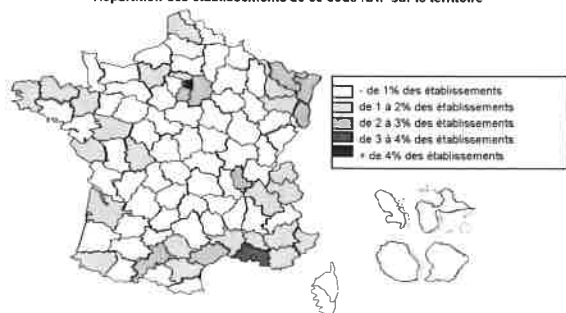 Répartition des établissements de ce code NAF sur le territoire
- de 1% des établissements
de 1 à 2% des établissements
de 2 à 3% des établissements
de 3 à 4% des établissements
+ de 4% des établissements